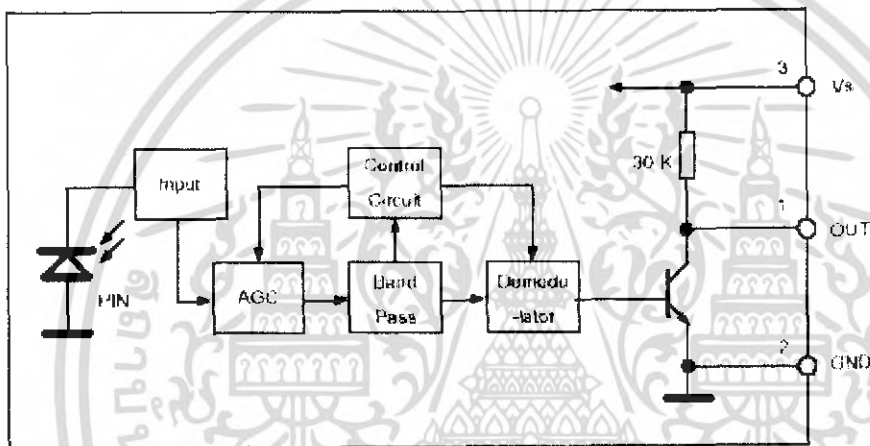 3
Vs
30 K
Control
Circuit
Input
1
OUT
PIN
AGC
Band
Pass
Demodu
-lator
2
GND